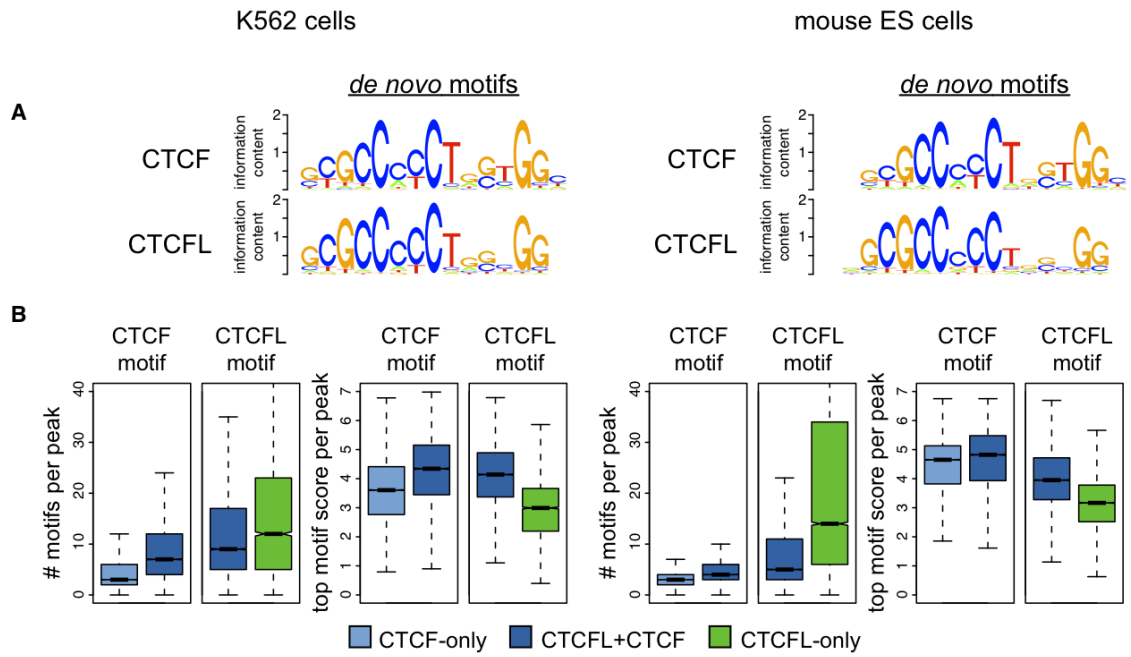 K562 cells
mouse ES cells
de novo motifs
de novo motifs
A
CTCF
information
content
2
1
CTCF
information
content
2
1
CTCFL
information
content
2
1
CTCFL
information
content
2
1
B
CTCF
motif
CTCFL
motif
CTCF
motif
CTCFL
motif
CTCF
motif
CTCFL
motif
CTCF
motif
CTCFL
motif
# motifs per peak
0
10
20
30
40
top motif score per peak
0
1
2
3
4
5
6
7
# motifs per peak
0
10
20
30
40
top motif score per peak
0
1
2
3
4
5
6
7
CTCF-only
CTCFL+CTCF
CTCFL-only